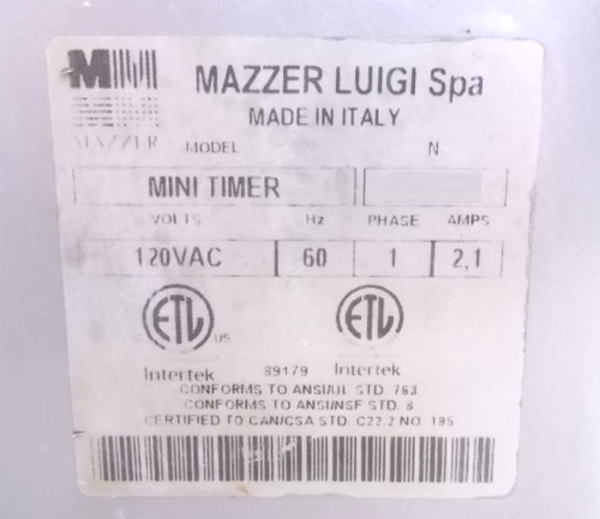 M
MAZZER LUIGI Spa
MADE IN ITALY
MAZZER
MODEL N
MINI TIMER
VOLTS Hz PHASE AMPS
120VAC 60 1 2,1
ETL ETL
C US
Intertek 89179 Intertek
CONFORMS TO ANSI/UL STD. 763
CONFORMS TO ANSI/NSF STD. 8
CERTIFIED TO CAN/CSA STD. C22.2 NO. 195